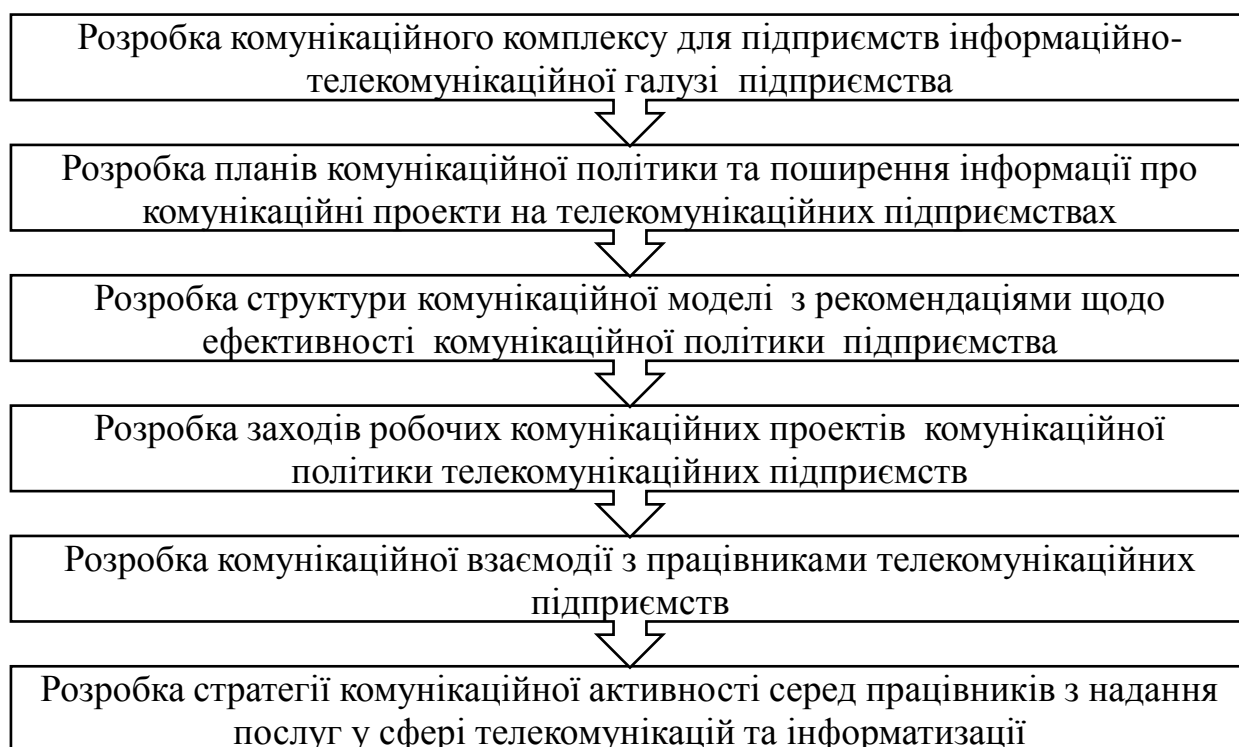 Розробка комунікаційного комплексу для підприємств інформаційно-
телекомунікаційної галузі підприємства
Розробка планів комунікаційної політики та поширення інформації про
комунікаційні проекти на телекомунікаційних підприємствах
Розробка структури комунікаційної моделі з рекомендаціями щодо
ефективності комунікаційної політики підприємства
Розробка заходів робочих комунікаційних проектів комунікаційної
політики телекомунікаційних підприємств
Розробка комунікаційної взаємодії з працівниками телекомунікаційних
підприємств
Розробка стратегії комунікаційної активності серед працівників з надання
послуг у сфері телекомунікацій та інформатизації